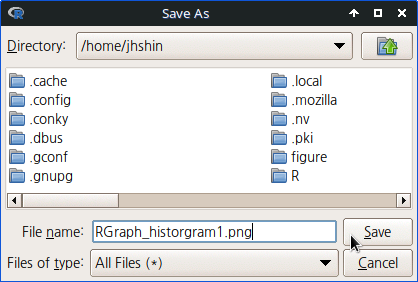 Save As
Directory: /home/jhshin
.cache .local
.config .mozilla
.conky .nv
.dbus .pki
.gconf figure
.gnupg R
File name: RGraph_historgram1.png Save
Files of type: All Files (*) Cancel